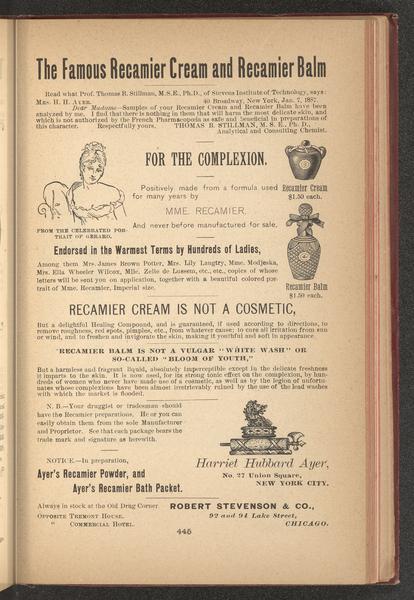 The Famous Recamier Cream and Recamier Balm
Read what Prof. Thomas B. Stillman, M.S.E., Ph.D., of Stevens Institute of Technology, says:
MRS. H. H. AYER. 40 Broadway, New York, Jan. 7, 1887.
Dear Madame—Samples of your Recamier Cream and Recamier Balm have been
analyzed by me. I find that there is nothing in them that will harm the most delicate skin, and
which is not authorized by the French Pharmacopœia as safe and beneficial in preparations of
this character. Respectfully yours, THOMAS B. STILLMAN, M. S. E., Ph. D.,
Analytical and Consulting Chemist.
FOR THE COMPLEXION.
Positively made from a formula used
for many years by
MME. RECAMIER.
And never before manufactured for sale.
Recamier Cream
$1.50 each.
FROM THE CELEBRATED POR-
TRAIT OF GERARD.
Endorsed in the Warmest Terms by Hundreds of Ladies,
Among them Mrs. James Brown Potter, Mrs. Lily Langtry, Mme. Modjeska,
Mrs. Ella Wheeler Wilcox, Mlle. Zelie de Lussem, etc., etc., copies of whose
letters will be sent you on application, together with a beautiful colored por-
trait of Mme. Recamier, Imperial size.
Recamier Balm
$1.50 each.
RECAMIER CREAM IS NOT A COSMETIC,
But a delightful Healing Compound, and is guaranteed, if used according to directions, to
remove roughness, red spots, pimples, etc., from whatever cause; to cure all irritation from sun
or wind, and to freshen and invigorate the skin, making it youthful and soft in appearance.
RECAMIER BALM IS NOT A VULGAR "WHITE WASH" OR
SO-CALLED "BLOOM OF YOUTH,"
But a harmless and fragrant liquid, absolutely imperceptible except in the delicate freshness
it imparts to the skin. It is now used, for its strong tonic effect on the complexion, by hun-
dreds of women who never have made use of a cosmetic, as well as by the legion of unfortu-
nates whose complexions have been almost irretrievably ruined by the use of the lead washes
with which the market is flooded.
N. B.—Your druggist or tradesman should
have the Recamier preparations. He or you can
easily obtain them from the sole Manufacturer
and Proprietor. See that each package bears the
trade mark and signature as herewith.
NOTICE.—In preparation,
Ayer's Recamier Powder, and
Ayer's Recamier Bath Packet.
Harriet Hubbard Ayer,
No. 27 Union Square,
NEW YORK CITY.
Always in stock at the Old Drug Corner
OPPOSITE TREMONT HOUSE.
" COMMERCIAL HOTEL.
ROBERT STEVENSON & CO.,
92 and 94 Lake Street,
CHICAGO.
445